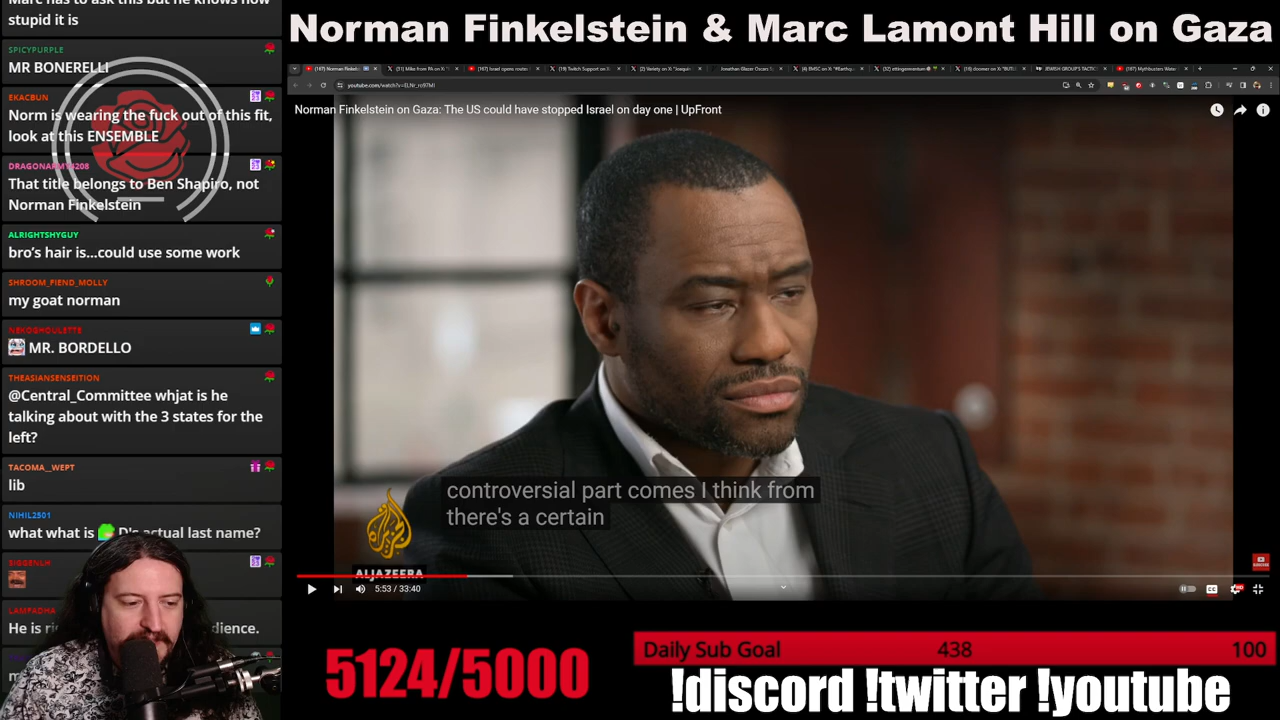 Marc has to ask this but he knows how
stupid it is
SPICYPURPLE
MR BONERELLI
EKACBUN
Norm is wearing the fuck out of this fit,
look at this ENSEMBLE
That title belongs to Ben Shapiro, not
Norman Finkelstein
ALRIGHTSHYGUY
bro's hair is...could use some work
SHROOM_FIEND_MOLLY
my goat norman
NEKOGHOULETTE
MR. BORDELLO
THEASIANSENSEITION
@Central_Committee whjat is he
talking about with the 3 states for the
left?
TACOMA__WEPT
lib
NIHIL2501
what what is D's actual last name?
BIGGENLH
LAMPADHA
He is dience.
Norman Finkelstein & Marc Lamont Hill on Gaza
Norman Finkelstein on Gaza: The US could have stopped Israel on day one | UpFront
controversial part comes I think from
there's a certain
ALJAZEERA
5:53 / 33:40
5124/5000
Daily Sub Goal 438 100
!discord !twitter !youtube